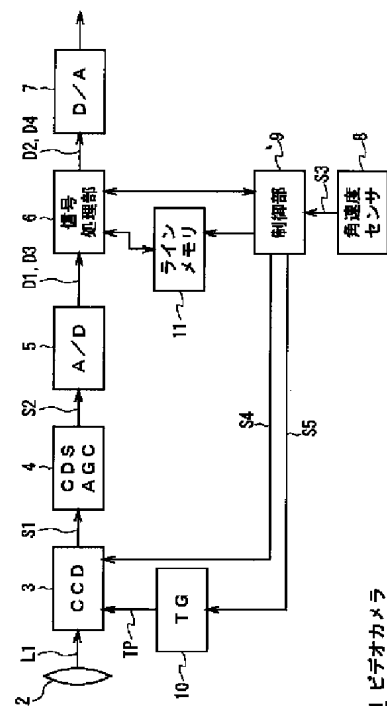 2
L1
3
CCD
S1
4
CDS
AGC
S2
5
A/D
D1, D3
6
信号
処理部
D2, D4
7
D/A
TP
10
TG
11
ライン
メモリ
9
制御部
S3
8
角速度
センサ
S4
S5
1 ビデオカメラ